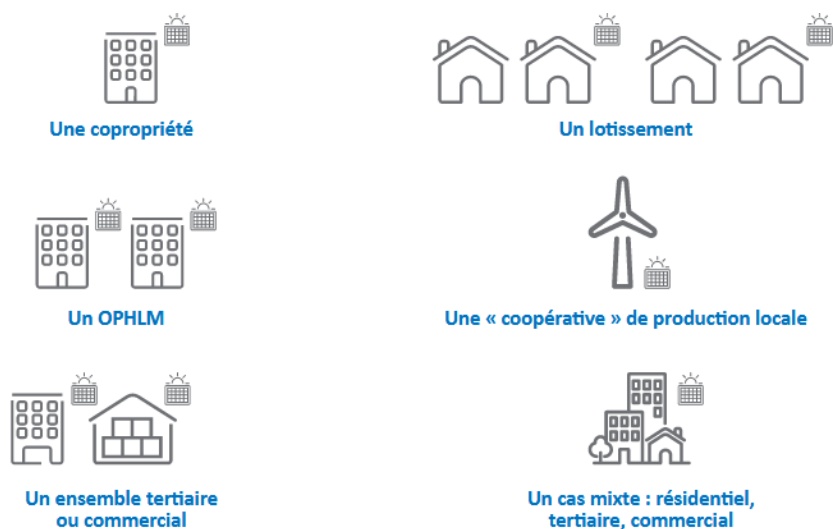 Une copropriété
Un lotissement
Un OPHLM
Une « coopérative » de production locale
Un ensemble tertiaire
ou commercial
Un cas mixte : résidentiel,
tertiaire, commercial